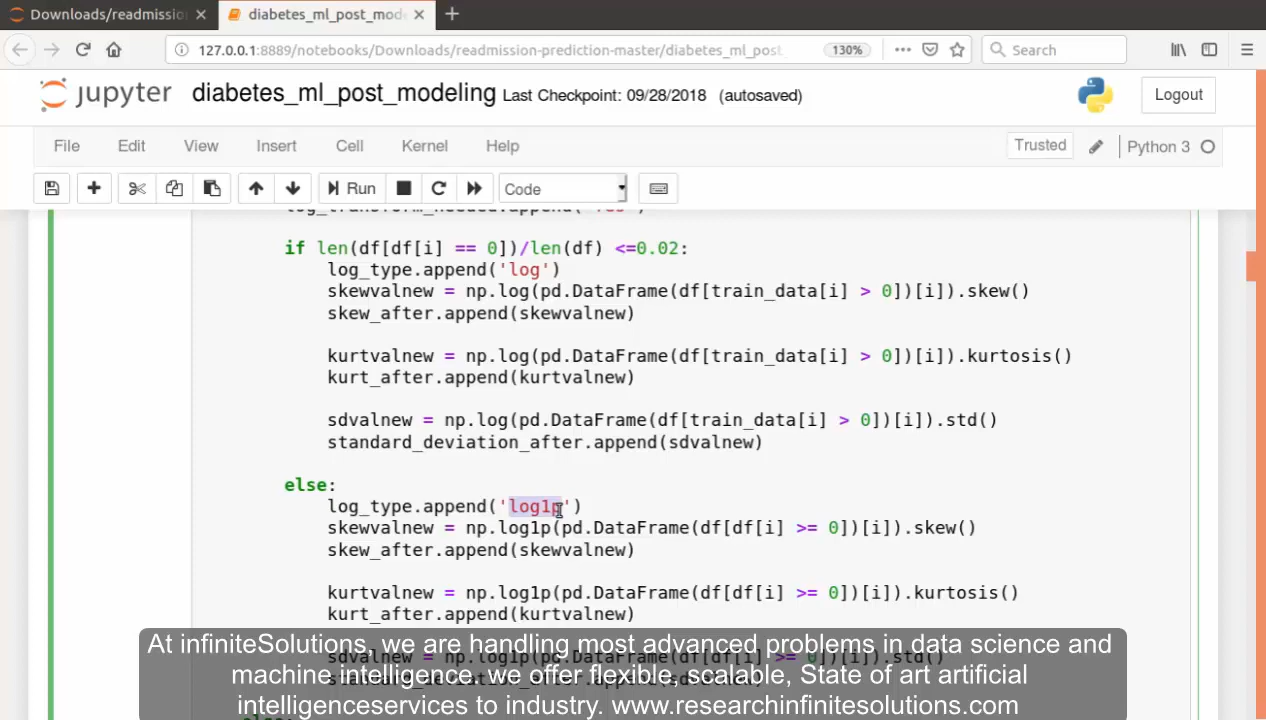 Downloads/readmissio
diabetes_ml_post_mode
127.0.0.1:8889/notebooks/Downloads/readmission-prediction-master/diabetes_ml_post
130%
Search
jupyter diabetes_ml_post_modeling Last Checkpoint: 09/28/2018 (autosaved)
Logout
File Edit View Insert Cell Kernel Help
Trusted
Python 3
Run
Code
if len(df[df[i] == 0])/len(df) <=0.02:
log_type.append('log')
skewvalnew = np.log(pd.DataFrame(df[train_data[i] > 0])[i]).skew()
skew_after.append(skewvalnew)
kurtvalnew = np.log(pd.DataFrame(df[train_data[i] > 0])[i]).kurtosis()
kurt_after.append(kurtvalnew)
sdvalnew = np.log(pd.DataFrame(df[train_data[i] > 0])[i]).std()
standard_deviation_after.append(sdvalnew)
else:
log_type.append('log1p')
skewvalnew = np.log1p(pd.DataFrame(df[df[i] >= 0])[i]).skew()
skew_after.append(skewvalnew)
kurtvalnew = np.log1p(pd.DataFrame(df[df[i] >= 0])[i]).kurtosis()
kurt_after.append(kurtvalnew)
At infiniteSolutions, we are handling most advanced problems in data science and
machine intelligence. we offer flexible, scalable, State of art artificial
intelligenceservices to industry. www.researchinfinitesolutions.com